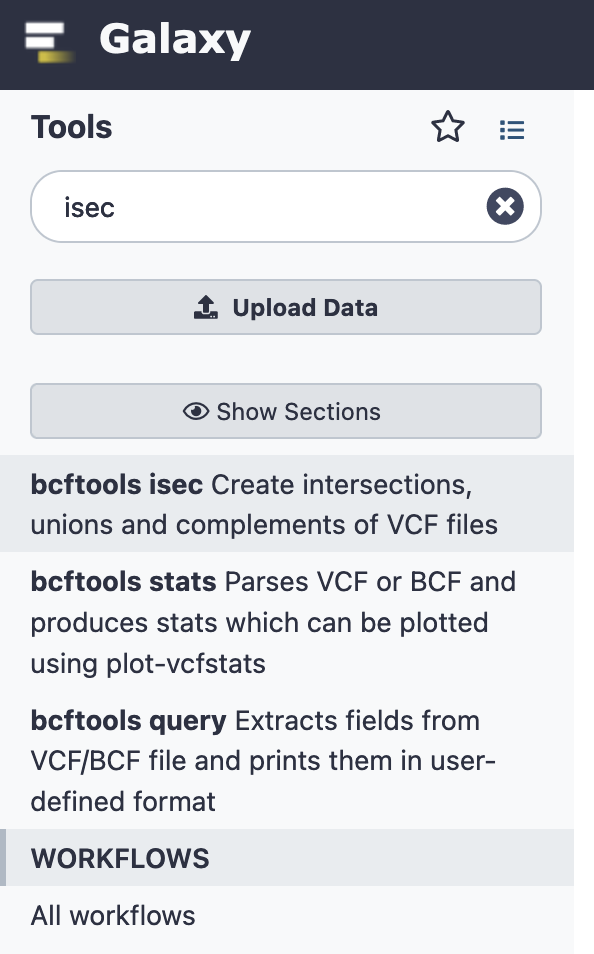 Galaxy
Tools
isec
Upload Data
Show Sections
bcftools isec Create intersections,
unions and complements of VCF files
bcftools stats Parses VCF or BCF and
produces stats which can be plotted
using plot-vcfstats
bcftools query Extracts fields from
VCF/BCF file and prints them in user-
defined format
WORKFLOWS
All workflows